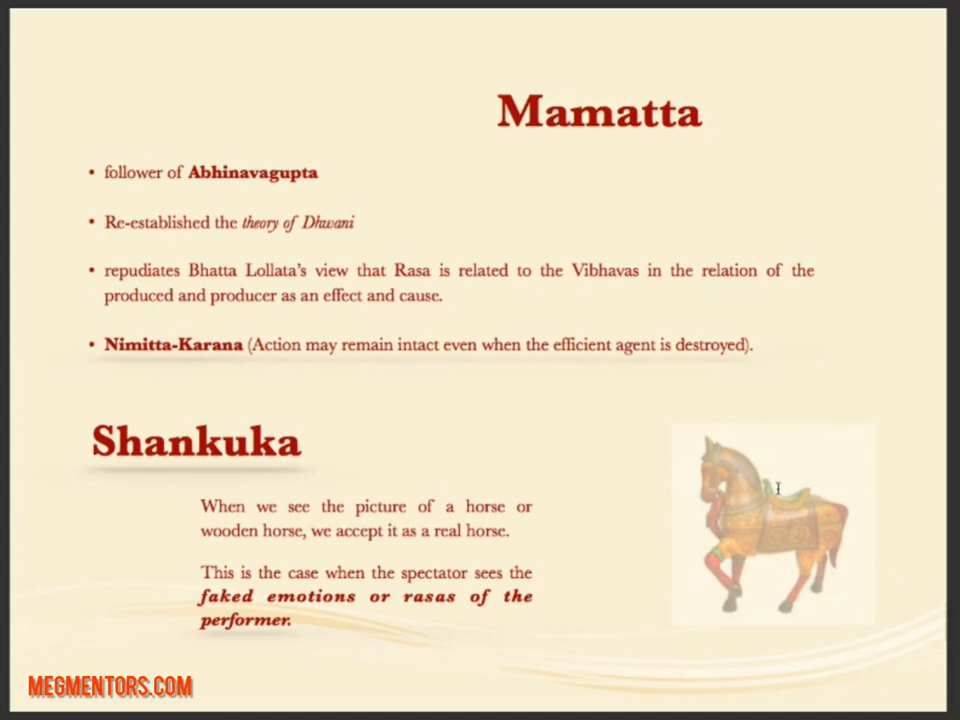 Mamatta
• follower of Abhinavagupta
• Re-established the theory of Dhwani
• repudiates Bhatta Lollata's view that Rasa is related to the Vibhavas in the relation of the
produced and producer as an effect and cause.
• Nimitta-Karana (Action may remain intact even when the efficient agent is destroyed).
Shankuka
When we see the picture of a horse or
wooden horse, we accept it as a real horse.
This is the case when the spectator sees the
faked emotions or rasas of the
performer.
MEGMENTORS.COM